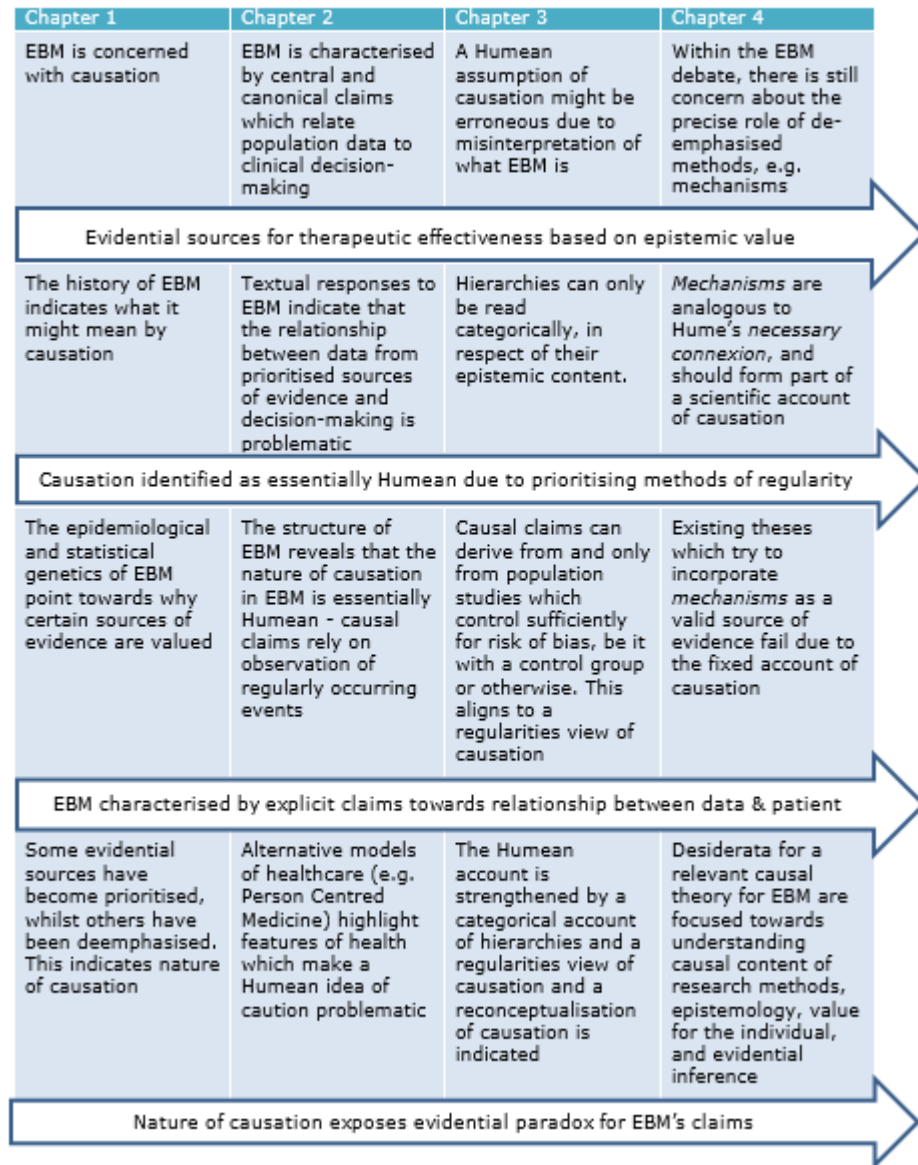 Chapter 1
Chapter 2
Chapter 3
Chapter 4
EBM is concerned
with causation
EBM is characterised
by central and
canonical claims
which relate
population data to
clinical decision-
making
A Humean
assumption of
causation might be
erroneous due to
misinterpretation of
what EBM is
Within the EBM
debate, there is still
concern about the
precise role of de-
emphasised
methods, e.g.
mechanisms
Evidential sources for therapeutic effectiveness based on epistemic value
The history of EBM
indicates what it
might mean by
causation
Textual responses to
EBM indicate that
the relationship
between data from
prioritised sources
of evidence and
decision-making is
problematic
Hierarchies can only
be read
categorically, in
respect of their
epistemic content.
Mechanisms are
analogous to
Hume's necessary
connexion, and
should form part of
a scientific account
of causation
Causation identified as essentially Humean due to prioritising methods of regularity
The epidemiological
and statistical
genetics of EBM
point towards why
certain sources of
evidence are valued
The structure of
EBM reveals that the
nature of causation
in EBM is essentially
Humean - causal
claims rely on
observation of
regularly occurring
events
Causal claims can
derive from and only
from population
studies which
control sufficiently
for risk of bias, be it
with a control group
or otherwise. This
aligns to a
regularities view of
causation
Existing theses
which try to
incorporate
mechanisms as a
valid source of
evidence fail due to
the fixed account of
causation
EBM characterised by explicit claims towards relationship between data & patient
Some evidential
sources have
become prioritised,
whilst others have
been deemphasised.
This indicates nature
of causation
Alternative models
of healthcare (e.g.
Person Centred
Medicine) highlight
features of health
which make a
Humean idea of
caution problematic
The Humean
account is
strengthened by a
categorical account
of hierarchies and a
regularities view of
causation and a
reconceptualisation
of causation is
indicated
Desiderata for a
relevant causal
theory for EBM are
focused towards
understanding
causal content of
research methods,
epistemology, value
for the individual,
and evidential
inference
Nature of causation exposes evidential paradox for EBM's claims